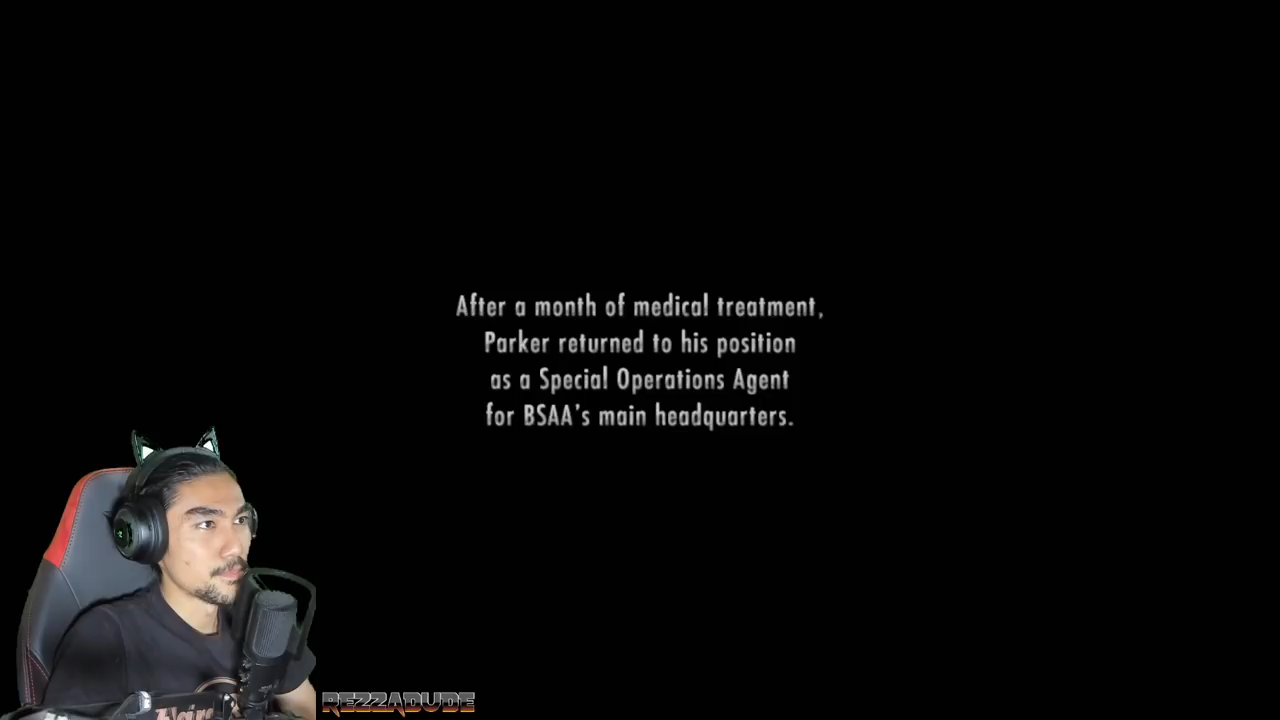 After a month of medical treatment,
Parker returned to his position
as a Special Operations Agent
for BSAA's main headquarters.
REZZADUDE